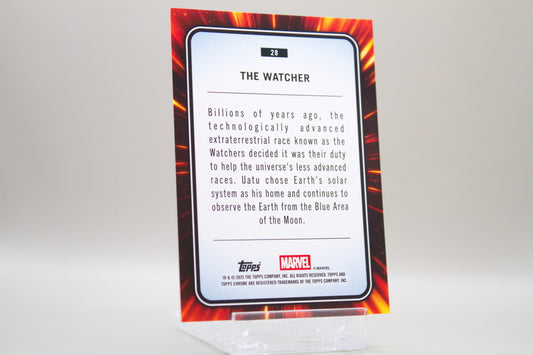 28
THE WATCHER
Billions of years ago, the
technologically advanced
extraterrestrial race known as the
Watchers decided it was their duty
to help the universe's less advanced
races. Uatu chose Earth's solar
system as his home and continues to
observe the Earth from the Blue Area
of the Moon.
topps
MARVEL
© MARVEL
® & © 2025 THE TOPPS COMPANY, INC. ALL RIGHTS RESERVED. TOPPS AND
TOPPS CHROME ARE REGISTERED TRADEMARKS OF THE TOPPS COMPANY, INC.